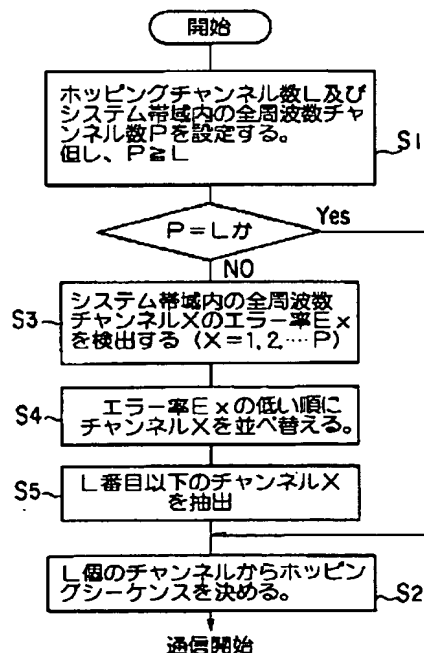 開始
ホッピングチャンネル数L及び
システム帯域内の全周波数チャ
ンネル数Pを設定する。
但し、P≧L
S1
P=Lか
Yes
NO
S3
システム帯域内の全周波数
チャンネルXのエラー率Ex
を検出する (X=1,2,…P)
S4
エラー率Exの低い順に
チャンネルXを並べ替える。
S5
L番目以下のチャンネルX
を抽出
L個のチャンネルからホッピン
グシーケンスを決める。
S2
通信開始